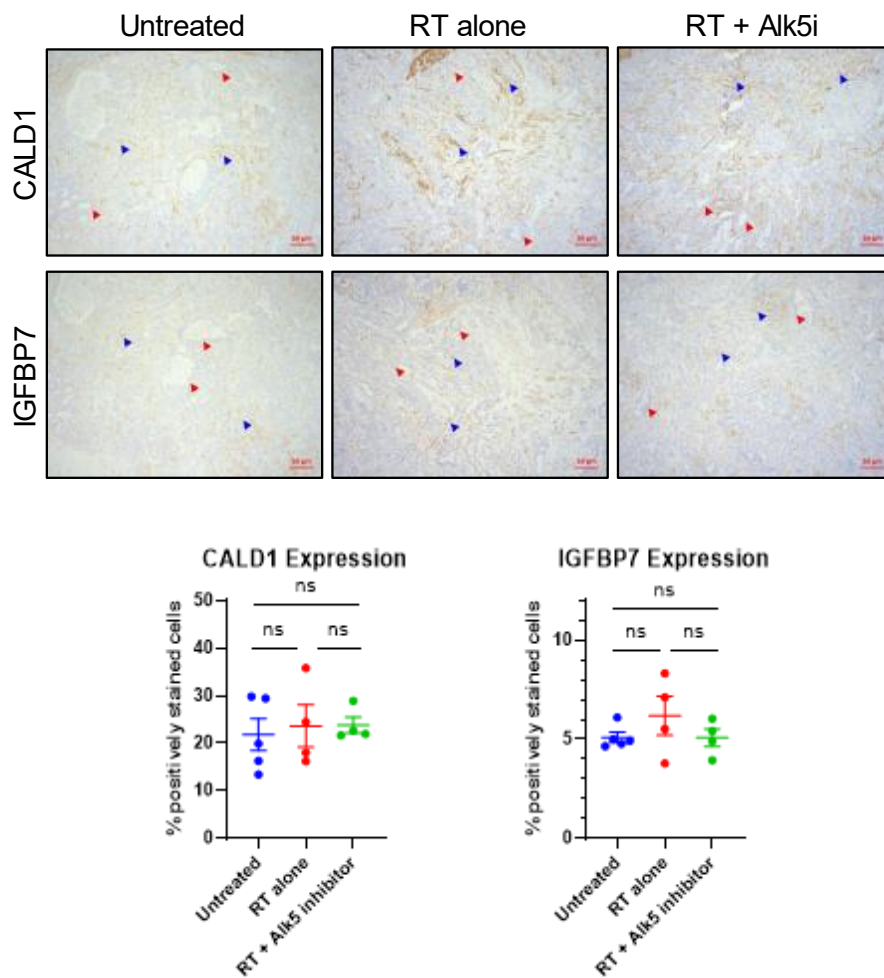 Untreated RT alone RT + Alk5i
CALD1
IGFBP7
CALD1 Expression
ns
ns ns
% positively stained cells
50
40
30
20
10
0
Untreated
RT alone
RT + Alk5 inhibitor
IGFBP7 Expression
ns
ns ns
% positively stained cells
10
5
0
Untreated
RT alone
RT + Alk5 inhibitor